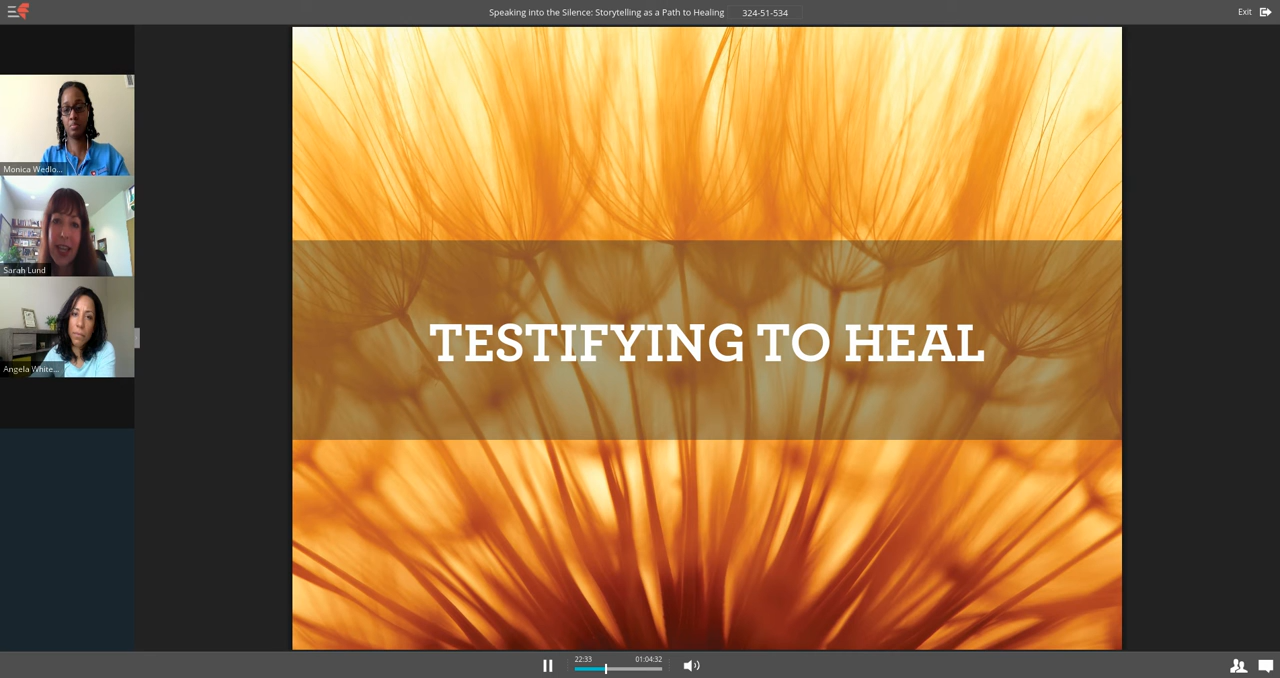 Speaking into the Silence: Storytelling as a Path to Healing 324-51-534
Exit
Monica Wedlo...
Sarah Lund
Angela White...
TESTIFYING TO HEAL
22:33 01:04:32